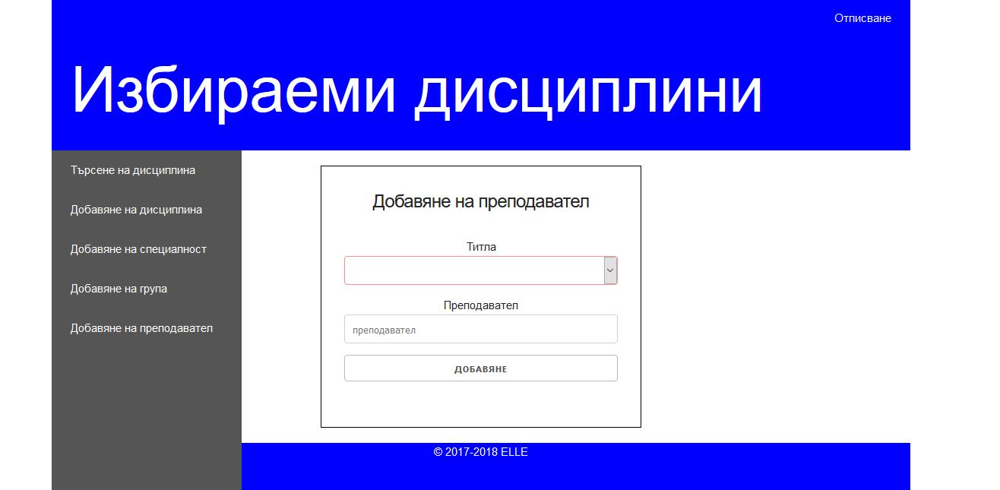 Отписване
Избираеми дисциплини
Търсене на дисциплина
Добавяне на дисциплина
Добавяне на специалност
Добавяне на група
Добавяне на преподавател
Добавяне на преподавател
Титла
Преподавател
преподавател
ДОБАВЯНЕ
© 2017-2018 ELLE